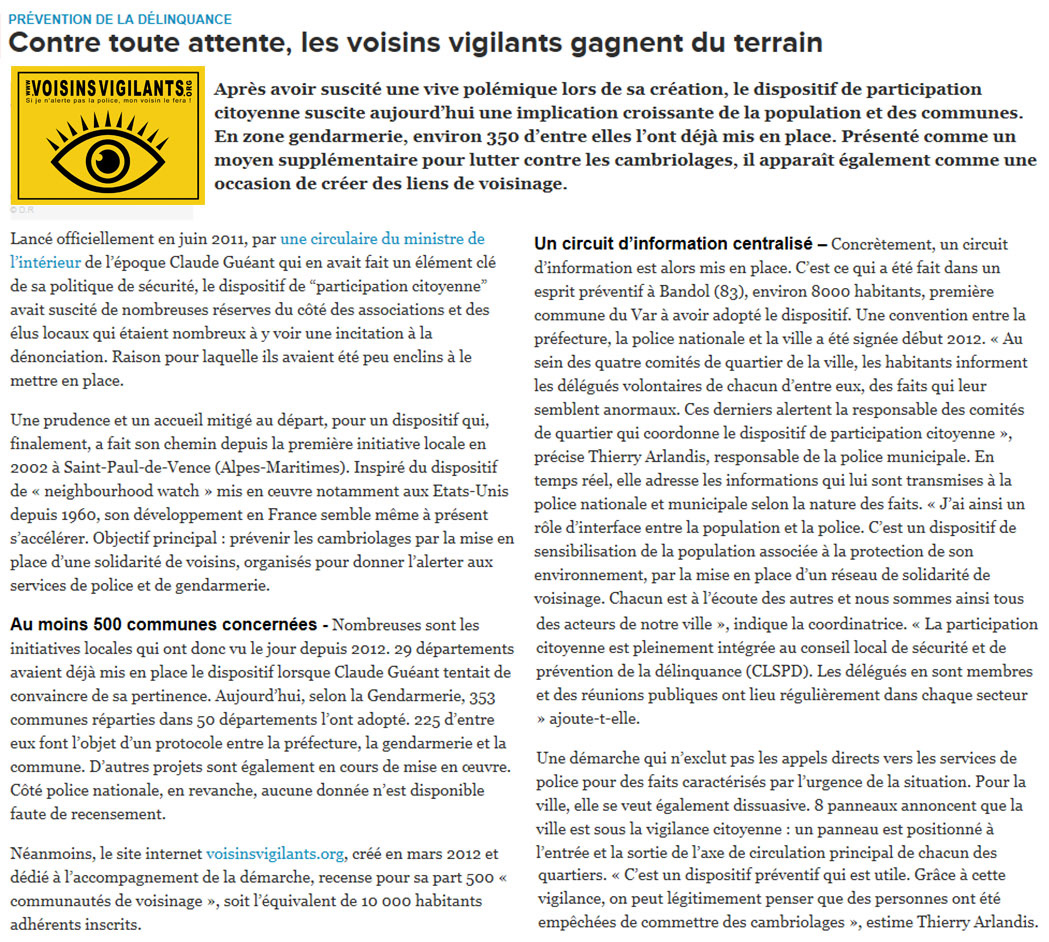 PRÉVENTION DE LA DÉLINQUANCE
Contre toute attente, les voisins vigilants gagnent du terrain
WWW.VOISINSVIGILANTS.ORG
Si je n'alerte pas la police, mon voisin le fera !
© D.R
Après avoir suscité une vive polémique lors de sa création, le dispositif de participation
citoyenne suscite aujourd’hui une implication croissante de la population et des communes.
En zone gendarmerie, environ 350 d’entre elles l’ont déjà mis en place. Présenté comme un
moyen supplémentaire pour lutter contre les cambriolages, il apparaît également comme une
occasion de créer des liens de voisinage.
Lancé officiellement en juin 2011, par une circulaire du ministre de
l’intérieur de l’époque Claude Guéant qui en avait fait un élément clé
de sa politique de sécurité, le dispositif de “participation citoyenne”
avait suscité de nombreuses réserves du côté des associations et des
élus locaux qui étaient nombreux à y voir une incitation à la
dénonciation. Raison pour laquelle ils avaient été peu enclins à le
mettre en place.
Une prudence et un accueil mitigé au départ, pour un dispositif qui,
finalement, a fait son chemin depuis la première initiative locale en
2002 à Saint-Paul-de-Vence (Alpes-Maritimes). Inspiré du dispositif
de « neighbourhood watch » mis en œuvre notamment aux Etats-Unis
depuis 1960, son développement en France semble même à présent
s’accélérer. Objectif principal : prévenir les cambriolages par la mise en
place d’une solidarité de voisins, organisés pour donner l’alerter aux
services de police et de gendarmerie.
Au moins 500 communes concernées - Nombreuses sont les
initiatives locales qui ont donc vu le jour depuis 2012. 29 départements
avaient déjà mis en place le dispositif lorsque Claude Guéant tentait de
convaincre de sa pertinence. Aujourd’hui, selon la Gendarmerie, 353
communes réparties dans 50 départements l’ont adopté. 225 d’entre
eux font l’objet d’un protocole entre la préfecture, la gendarmerie et la
commune. D’autres projets sont également en cours de mise en œuvre.
Côté police nationale, en revanche, aucune donnée n’est disponible
faute de recensement.
Néanmoins, le site internet voisinsvigilants.org, créé en mars 2012 et
dédié à l’accompagnement de la démarche, recense pour sa part 500 «
communautés de voisinage », soit l’équivalent de 10 000 habitants
adhérents inscrits.
Un circuit d’information centralisé – Concrètement, un circuit
d’information est alors mis en place. C’est ce qui a été fait dans un
esprit préventif à Bandol (83), environ 8000 habitants, première
commune du Var à avoir adopté le dispositif. Une convention entre la
préfecture, la police nationale et la ville a été signée début 2012. « Au
sein des quatre comités de quartier de la ville, les habitants informent
les délégués volontaires de chacun d’entre eux, des faits qui leur
semblent anormaux. Ces derniers alertent la responsable des comités
de quartier qui coordonne le dispositif de participation citoyenne »,
précise Thierry Arlandis, responsable de la police municipale. En
temps réel, elle adresse les informations qui lui sont transmises à la
police nationale et municipale selon la nature des faits. « J’ai ainsi un
rôle d’interface entre la population et la police. C’est un dispositif de
sensibilisation de la population associée à la protection de son
environnement, par la mise en place d’un réseau de solidarité de
voisinage. Chacun est à l’écoute des autres et nous sommes ainsi tous
des acteurs de notre ville », indique la coordinatrice. « La participation
citoyenne est pleinement intégrée au conseil local de sécurité et de
prévention de la délinquance (CLSPD). Les délégués en sont membres
et des réunions publiques ont lieu régulièrement dans chaque secteur
» ajoute-t-elle.
Une démarche qui n’exclut pas les appels directs vers les services de
police pour des faits caractérisés par l’urgence de la situation. Pour la
ville, elle se veut également dissuasive. 8 panneaux annoncent que la
ville est sous la vigilance citoyenne : un panneau est positionné à
l’entrée et la sortie de l’axe de circulation principal de chacun des
quartiers. « C’est un dispositif préventif qui est utile. Grâce à cette
vigilance, on peut légitimement penser que des personnes ont été
empêchées de commettre des cambriolages », estime Thierry Arlandis.